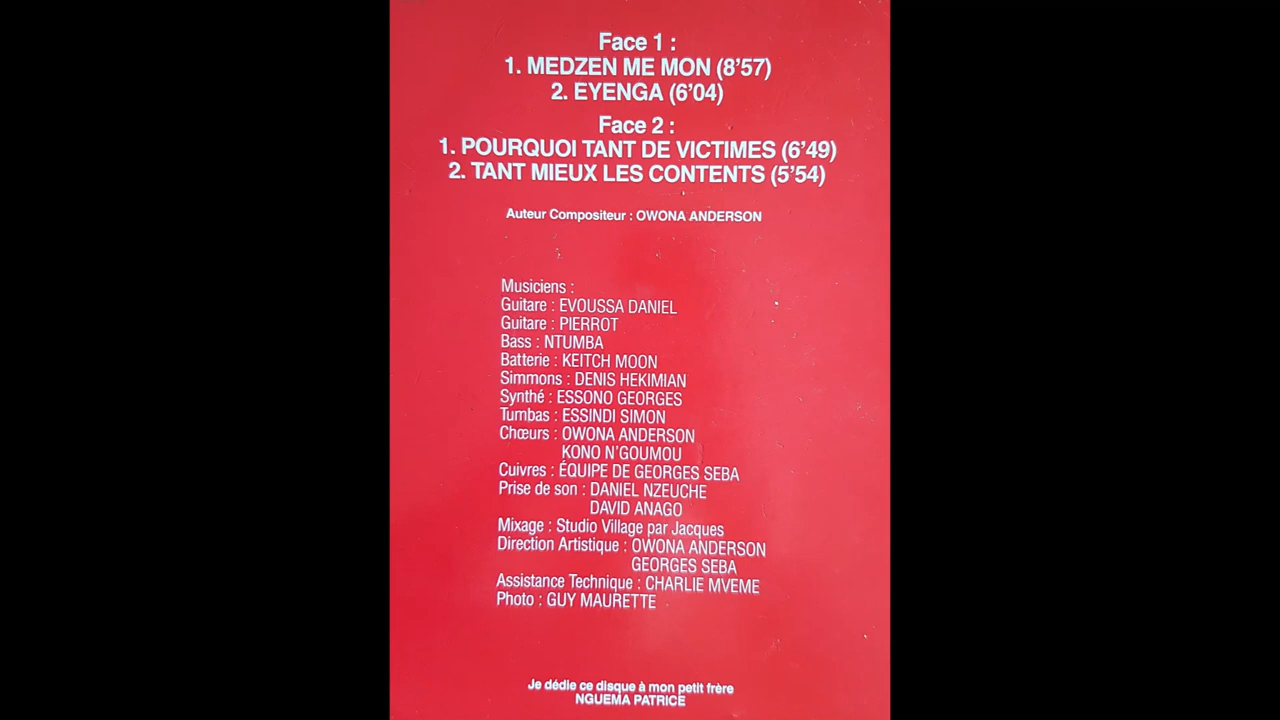 Face 1 :
1. MEDZEN ME MON (8'57)
2. EYENGA (6'04)
Face 2 :
1. POURQUOI TANT DE VICTIMES (6'49)
2. TANT MIEUX LES CONTENTS (5'54)
Auteur Compositeur : OWONA ANDERSON
Musiciens :
Guitare : EVOUSSA DANIEL
Guitare : PIERROT
Bass : NTUMBA
Batterie : KEITCH MOON
Simmons : DENIS HEKIMIAN
Synthé : ESSONO GEORGES
Tumbas : ESSINDI SIMON
Chœurs : OWONA ANDERSON
KONO N'GOUMOU
Cuivres : ÉQUIPE DE GEORGES SEBA
Prise de son : DANIEL NZEUCHE
DAVID ANAGO
Mixage : Studio Village par Jacques
Direction Artistique : OWONA ANDERSON
GEORGES SEBA
Assistance Technique : CHARLIE MVEME
Photo : GUY MAURETTE
Je dédie ce disque à mon petit frère
NGUEMA PATRICE